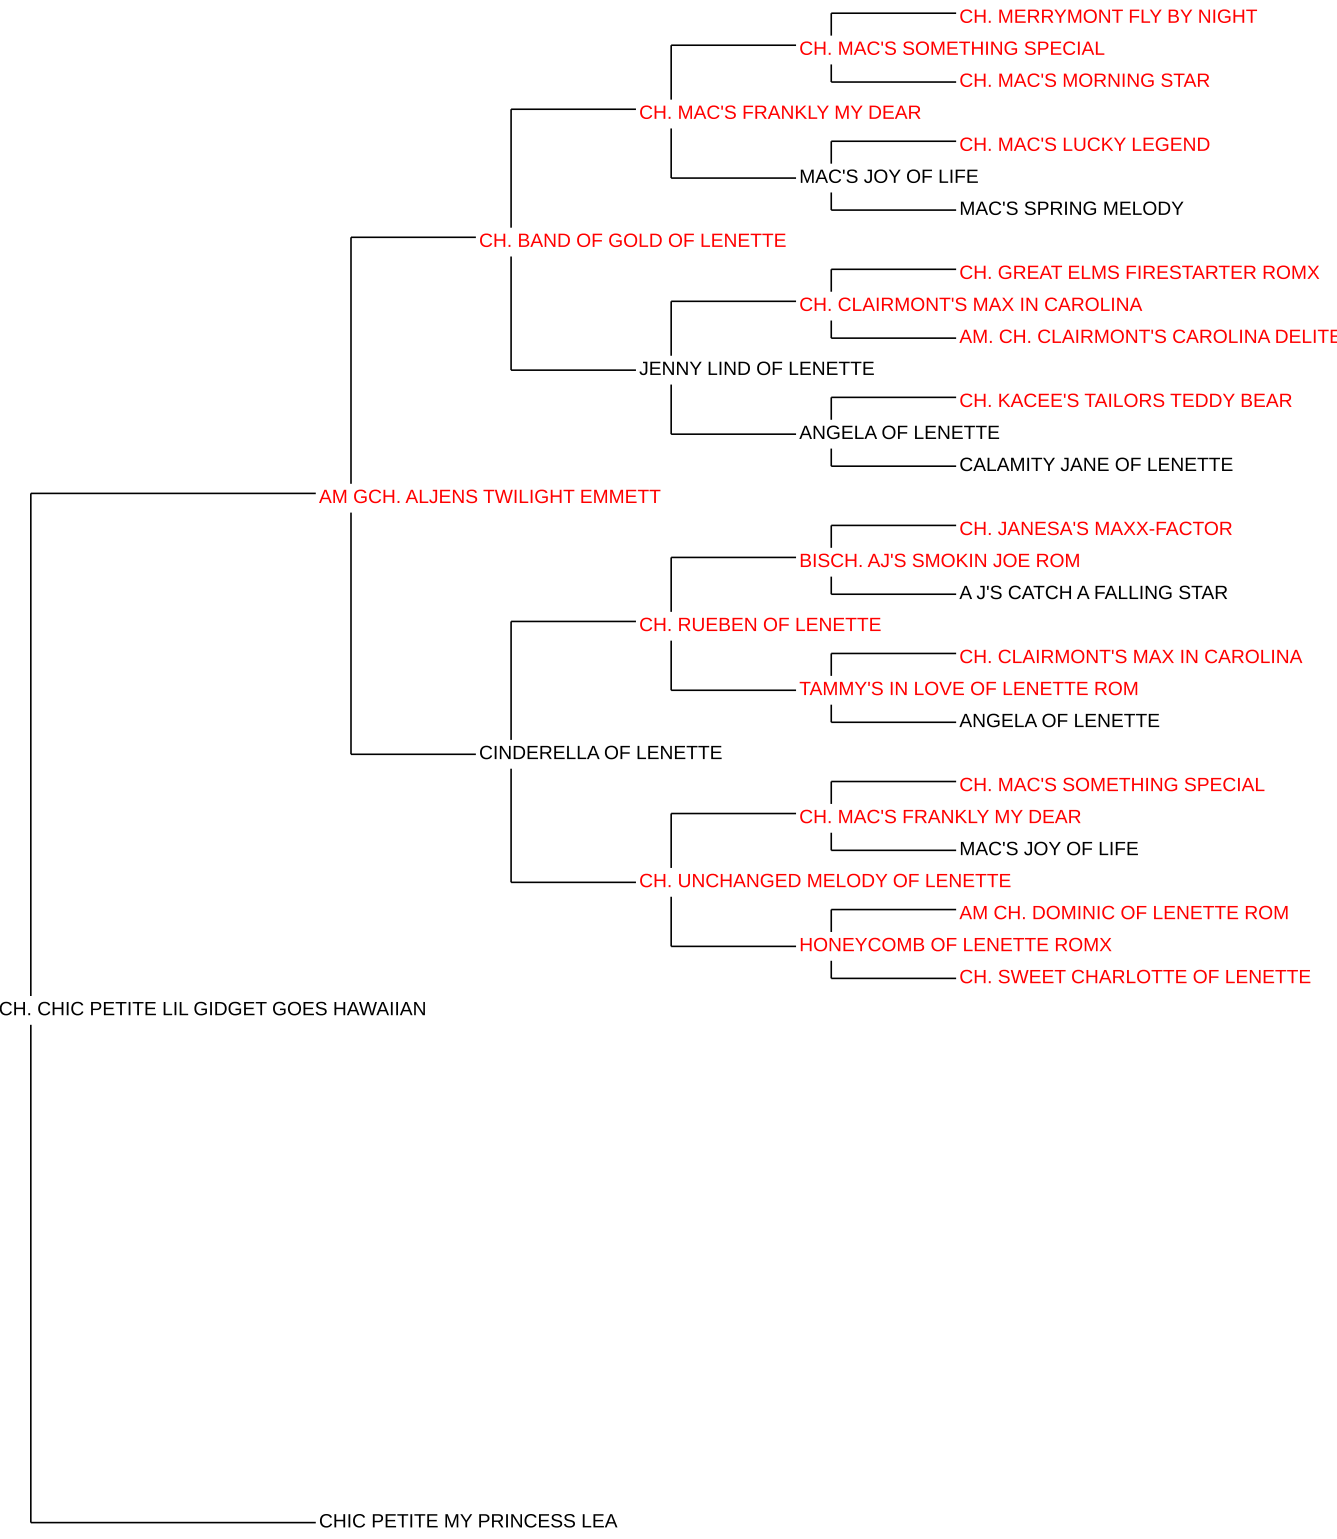 CH. MERRYMONT FLY BY NIGHT
CH. MAC'S SOMETHING SPECIAL
CH. MAC'S MORNING STAR
CH. MAC'S FRANKLY MY DEAR
CH. MAC'S LUCKY LEGEND
MAC'S JOY OF LIFE
MAC'S SPRING MELODY
CH. BAND OF GOLD OF LENETTE
CH. GREAT ELMS FIRESTARTER ROMX
CH. CLAIRMONT'S MAX IN CAROLINA
AM. CH. CLAIRMONT'S CAROLINA DELITE
JENNY LIND OF LENETTE
CH. KACEE'S TAILORS TEDDY BEAR
ANGELA OF LENETTE
CALAMITY JANE OF LENETTE
AM GCH. ALJENS TWILIGHT EMMETT
CH. JANESA'S MAXX-FACTOR
BISCH. AJ'S SMOKIN JOE ROM
A J'S CATCH A FALLING STAR
CH. RUEBEN OF LENETTE
CH. CLAIRMONT'S MAX IN CAROLINA
TAMMY'S IN LOVE OF LENETTE ROM
ANGELA OF LENETTE
CINDERELLA OF LENETTE
CH. MAC'S SOMETHING SPECIAL
CH. MAC'S FRANKLY MY DEAR
MAC'S JOY OF LIFE
CH. UNCHANGED MELODY OF LENETTE
AM CH. DOMINIC OF LENETTE ROM
HONEYCOMB OF LENETTE ROMX
CH. SWEET CHARLOTTE OF LENETTE
CH. CHIC PETITE LIL GIDGET GOES HAWAIIAN
CHIC PETITE MY PRINCESS LEA